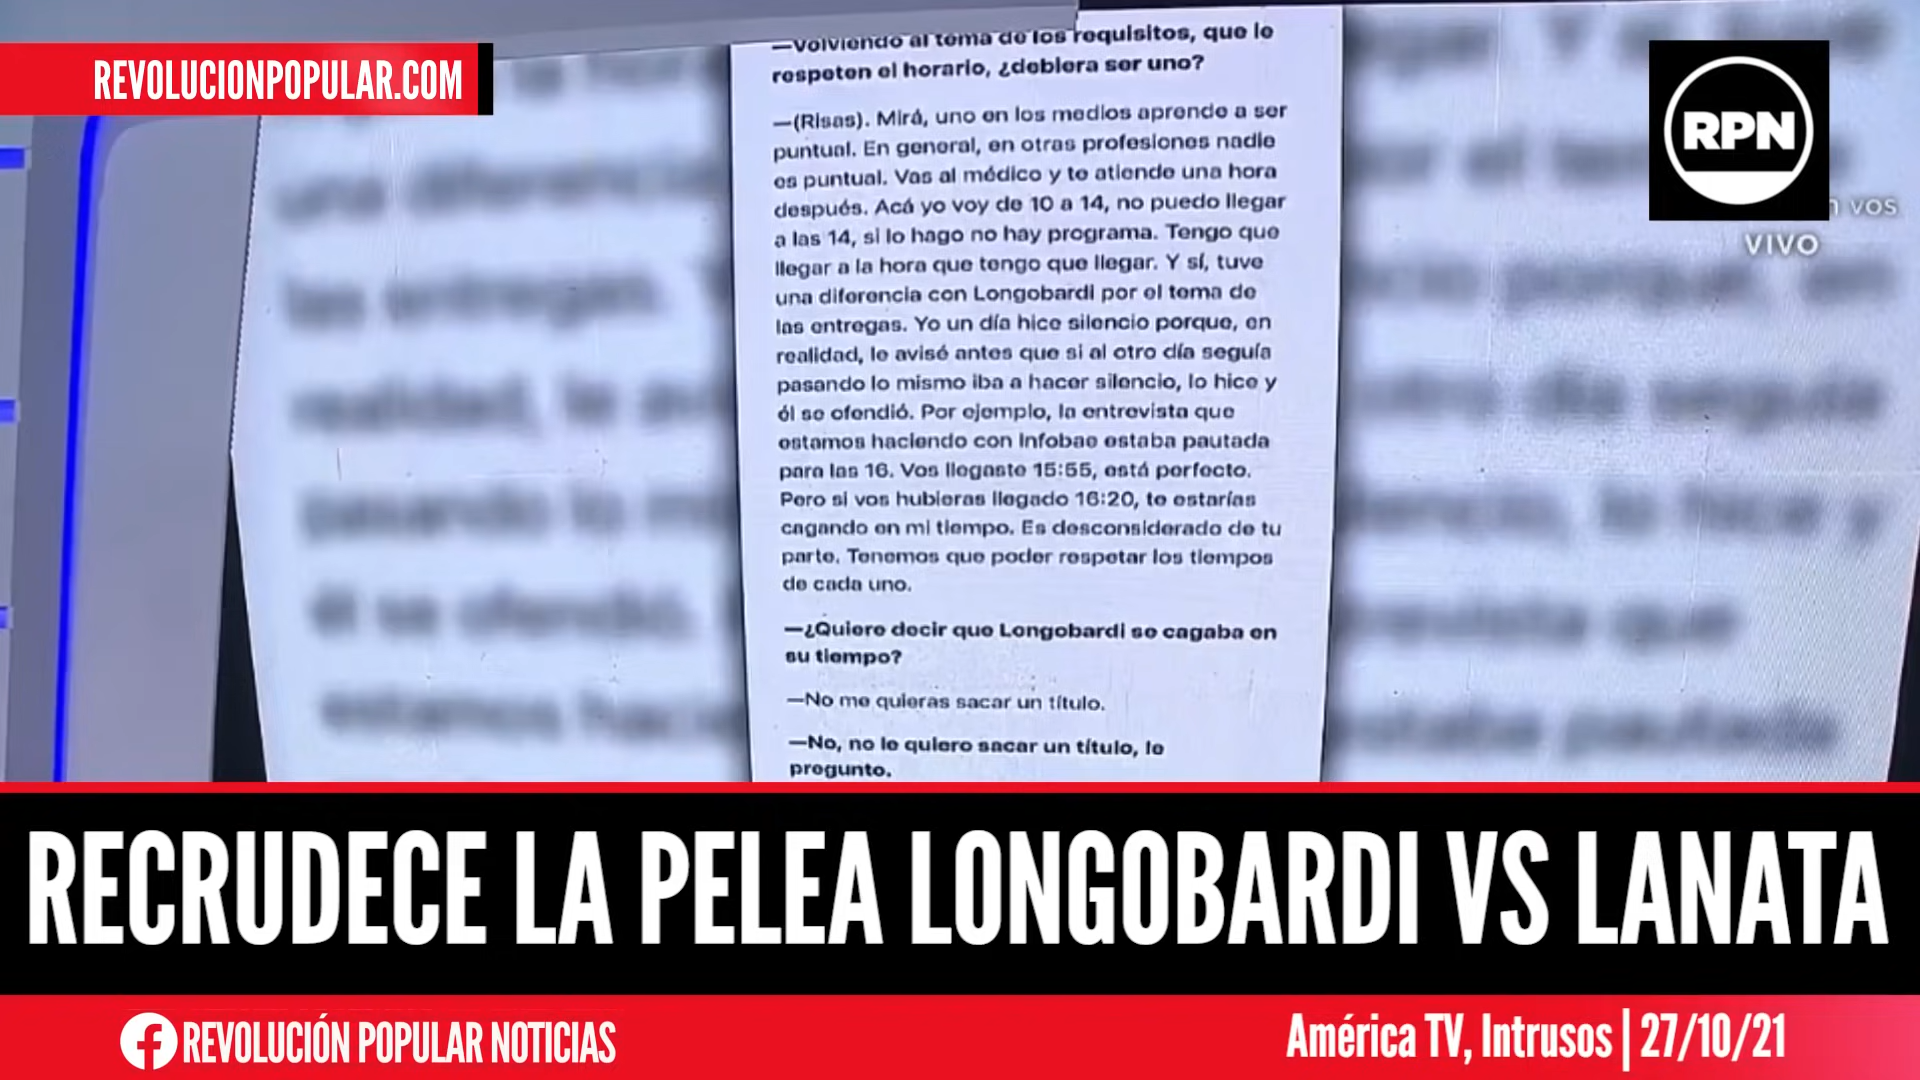 REVOLUCIONPOPULAR.COM
RPN
n vos
VIVO
—Volviendo al tema de los requisitos, que le
respeten el horario, ¿debiera ser uno?
—(Risas). Mirá, uno en los medios aprende a ser
puntual. En general, en otras profesiones nadie
es puntual. Vas al médico y te atiende una hora
después. Acá yo voy de 10 a 14, no puedo llegar
a las 14, si lo hago no hay programa. Tengo que
llegar a la hora que tengo que llegar. Y sí, tuve
una diferencia con Longobardi por el tema de
las entregas. Yo un día hice silencio porque, en
realidad, le avisé antes que si al otro día seguía
pasando lo mismo iba a hacer silencio, lo hice y
él se ofendió. Por ejemplo, la entrevista que
estamos haciendo con Infobae estaba pautada
para las 16. Vos llegaste 15:55, está perfecto.
Pero si vos hubieras llegado 16:20, te estarías
cagando en mi tiempo. Es desconsiderado de tu
parte. Tenemos que poder respetar los tiempos
de cada uno.
—¿Quiere decir que Longobardi se cagaba en
su tiempo?
—No me quieras sacar un título.
—No, no le quiero sacar un título, le
pregunto.
RECRUDECE LA PELEA LONGOBARDI VS LANATA
REVOLUCIÓN POPULAR NOTICIAS
América TV, Intrusos | 27/10/21